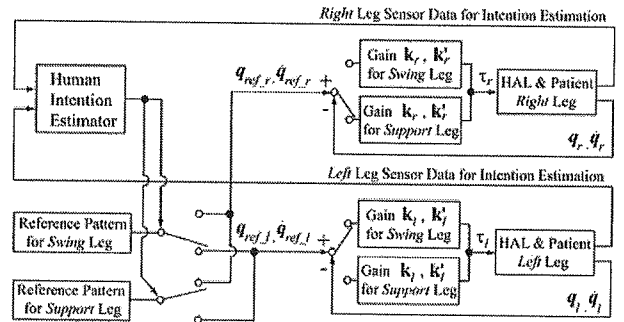 Right Leg Sensor Data for Intention Estimation
Human
Intention
Estimator
q_ref_r, q̇_ref_r
+
-
Gain k_r , k'_r
for Swing Leg
Gain k_r , k'_r
for Support Leg
τ_r
HAL & Patient
Right Leg
q_r, q̇_r
Left Leg Sensor Data for Intention Estimation
Reference Pattern
for Swing Leg
Reference Pattern
for Support Leg
q_ref_l, q̇_ref_l
+
-
Gain k_l , k'_l
for Swing Leg
Gain k_l , k'_l
for Support Leg
τ_l
HAL & Patient
Left Leg
q_l, q̇_l